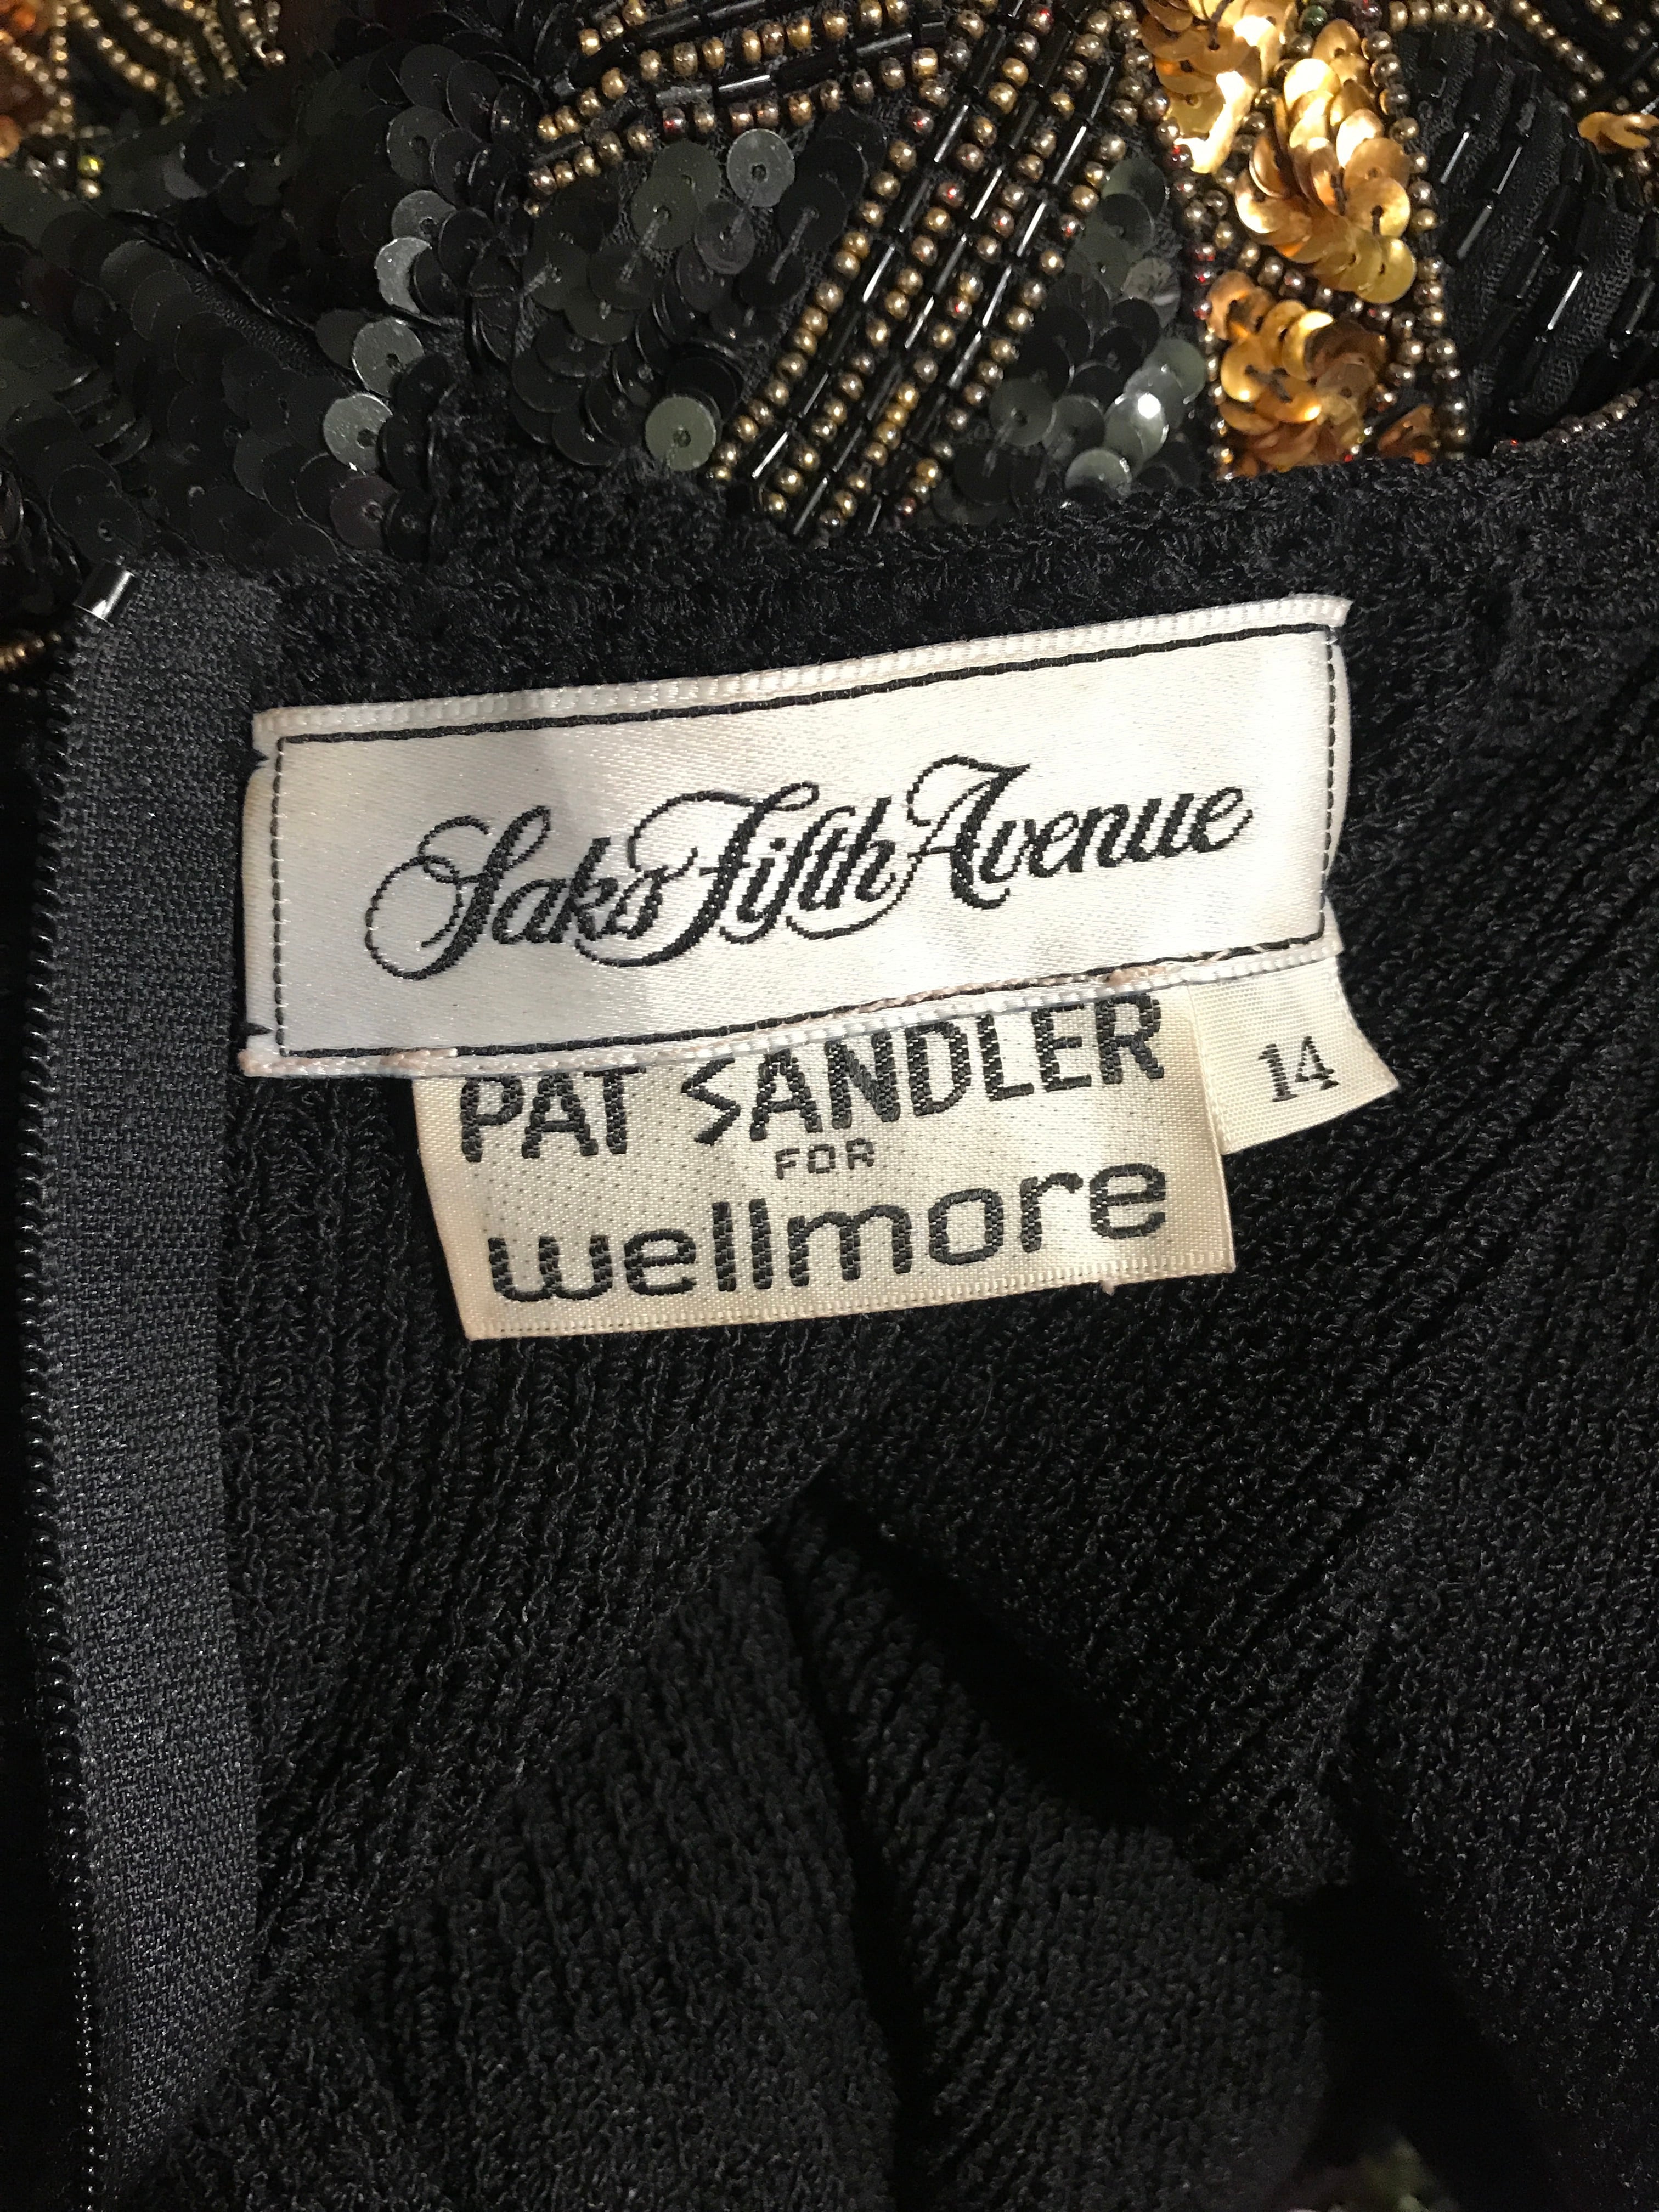 Saks Fifth Avenue
PAT SANDLER
14
FOR
wellmore